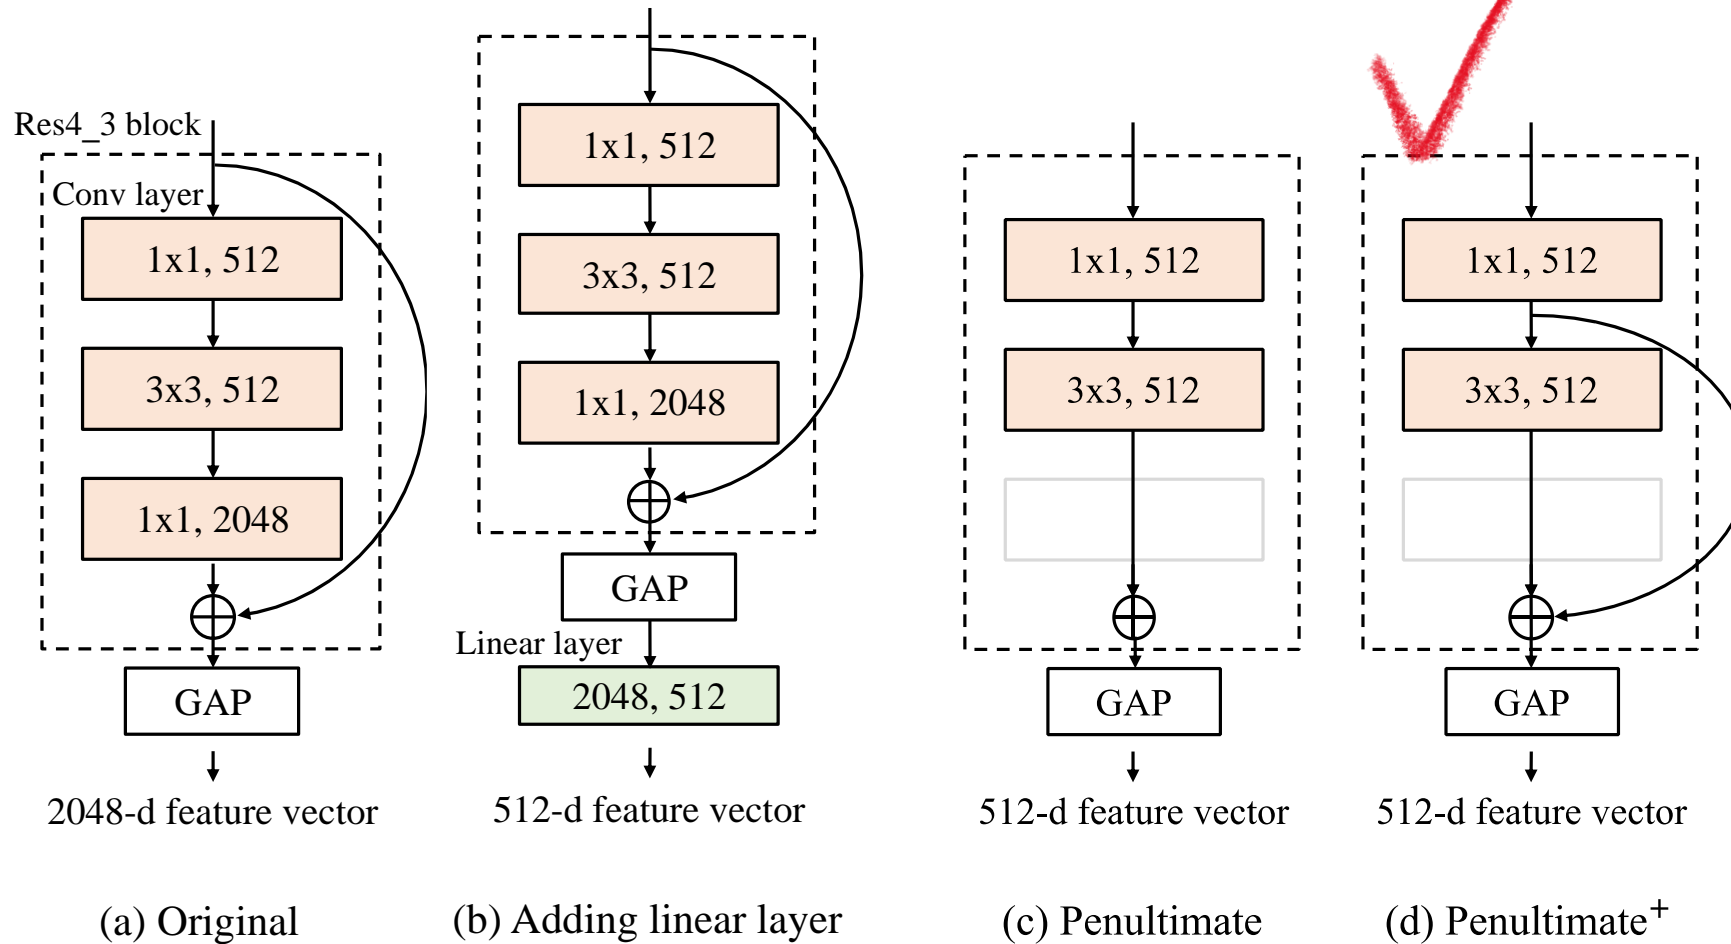 Res4_3 block
Conv layer
1x1, 512
3x3, 512
1x1, 2048
GAP
2048-d feature vector
(a) Original
1x1, 512
3x3, 512
1x1, 2048
GAP
Linear layer
2048, 512
512-d feature vector
(b) Adding linear layer
1x1, 512
3x3, 512
GAP
512-d feature vector
(c) Penultimate
1x1, 512
3x3, 512
GAP
512-d feature vector
(d) Penultimate⁺